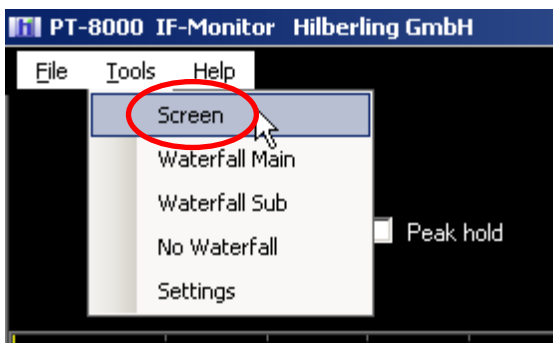 PT-8000 IF-Monitor Hilberling GmbH
File Tools Help
Screen
Waterfall Main
Waterfall Sub
Peak hold
No Waterfall
Settings